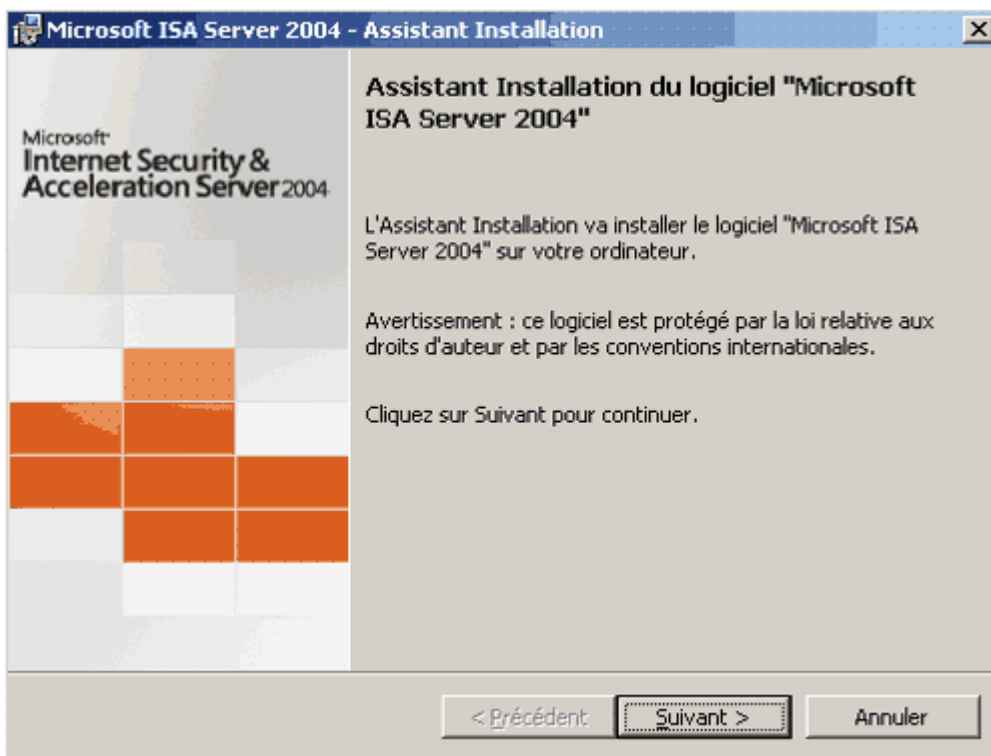 Microsoft ISA Server 2004 - Assistant Installation
Microsoft
Internet Security &
Acceleration Server 2004
Assistant Installation du logiciel "Microsoft
ISA Server 2004"
L'Assistant Installation va installer le logiciel "Microsoft ISA
Server 2004" sur votre ordinateur.
Avertissement : ce logiciel est protégé par la loi relative aux
droits d'auteur et par les conventions internationales.
Cliquez sur Suivant pour continuer.
< Précédent
Suivant >
Annuler